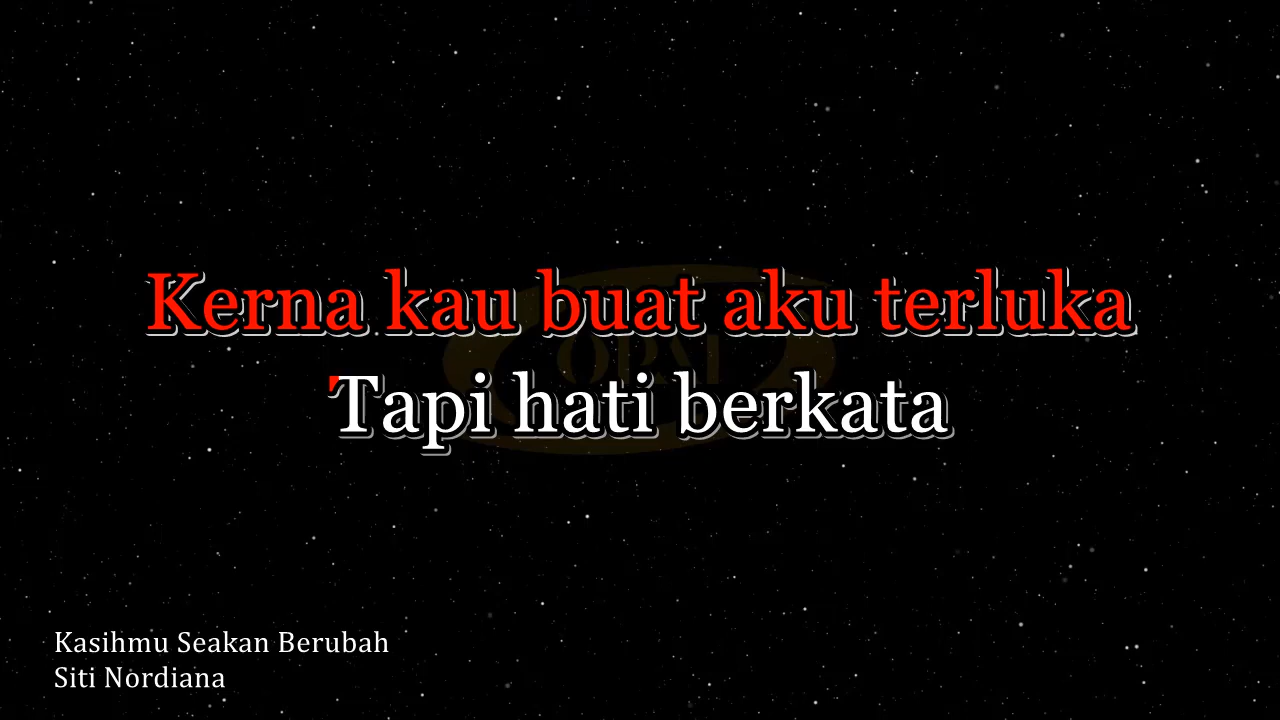 Kerna kau buat aku terluka
Tapi hati berkata
Kasihmu Seakan Berubah
Siti Nordiana